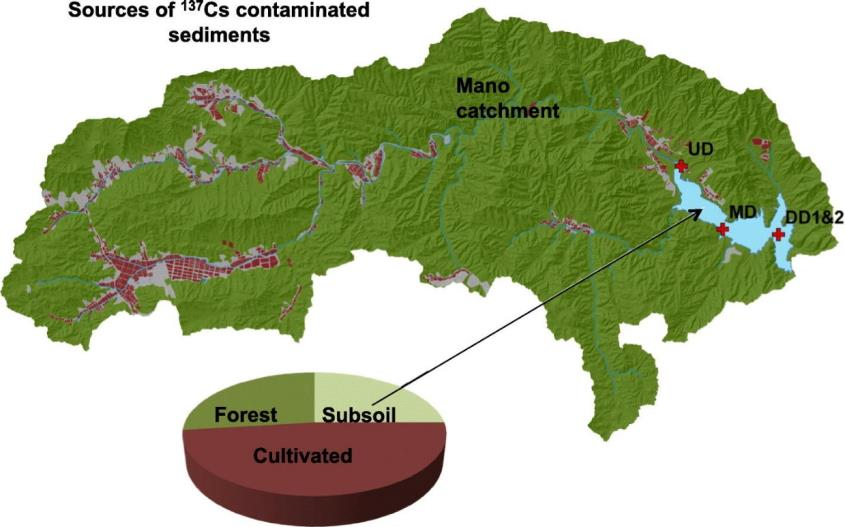 Sources of ¹³⁷Cs contaminated
sediments
Mano
catchment
UD
MD
DD1&2
Forest
Subsoil
Cultivated